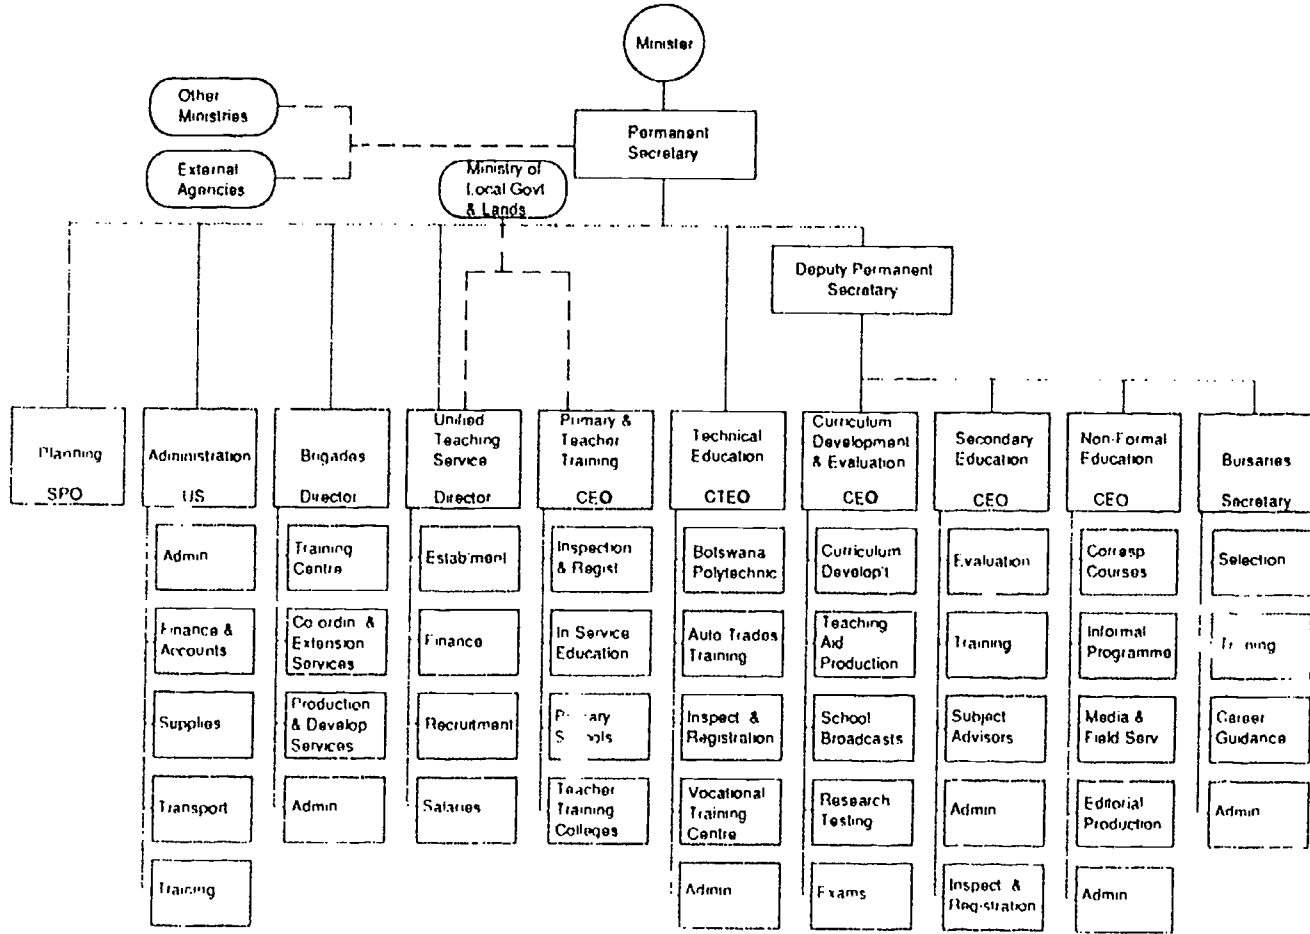 Minister
Other
Ministries
Permanent
Secretary
External
Agencies
Ministry of
Local Govt
& Lands
Deputy Permanent
Secretary
Planning
SPO
Administration
US
Brigades
Director
Unified
Teaching
Service
Director
Primary &
Teacher
Training
CEO
Technical
Education
CTEO
Curriculum
Development
& Evaluation
CEO
Secondary
Education
CEO
Non-Formal
Education
CEO
Bursaries
Secretary
Admin
Finance &
Accounts
Supplies
Transport
Training
Training
Centre
Co ordin &
Extension
Services
Production
& Develop
Services
Admin
Establ'ment
Finance
Recruitment
Salaries
Inspection
& Regist
In Service
Education
Primary
Schools
Teacher
Training
Colleges
Botswana
Polytechnic
Auto Trades
Training
Inspect &
Registration
Vocational
Training
Centre
Admin
Curriculum
Develop't
Teaching
Aid
Production
School
Broadcasts
Research
Testing
Exams
Evaluation
Training
Subject
Advisors
Admin
Inspect &
Registration
Corresp
Courses
Informal
Programme
Media &
Field Serv
Editorial
Production
Admin
Selection
Training
Career
Guidance
Admin